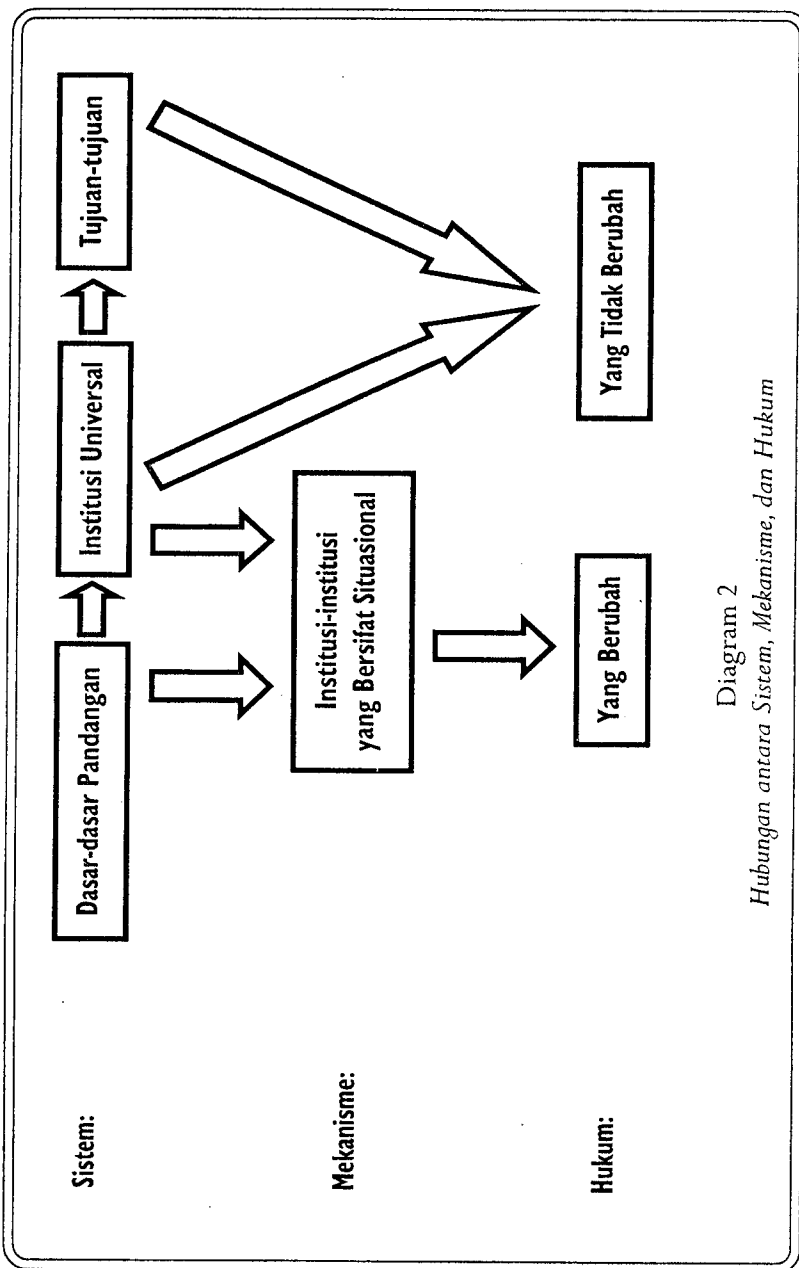 Sistem:
Dasar-dasar Pandangan
Institusi Universal
Tujuan-tujuan
Mekanisme:
Institusi-institusi
yang Bersifat Situasional
Hukum:
Yang Berubah
Yang Tidak Berubah
Diagram 2
Hubungan antara Sistem, Mekanisme, dan Hukum